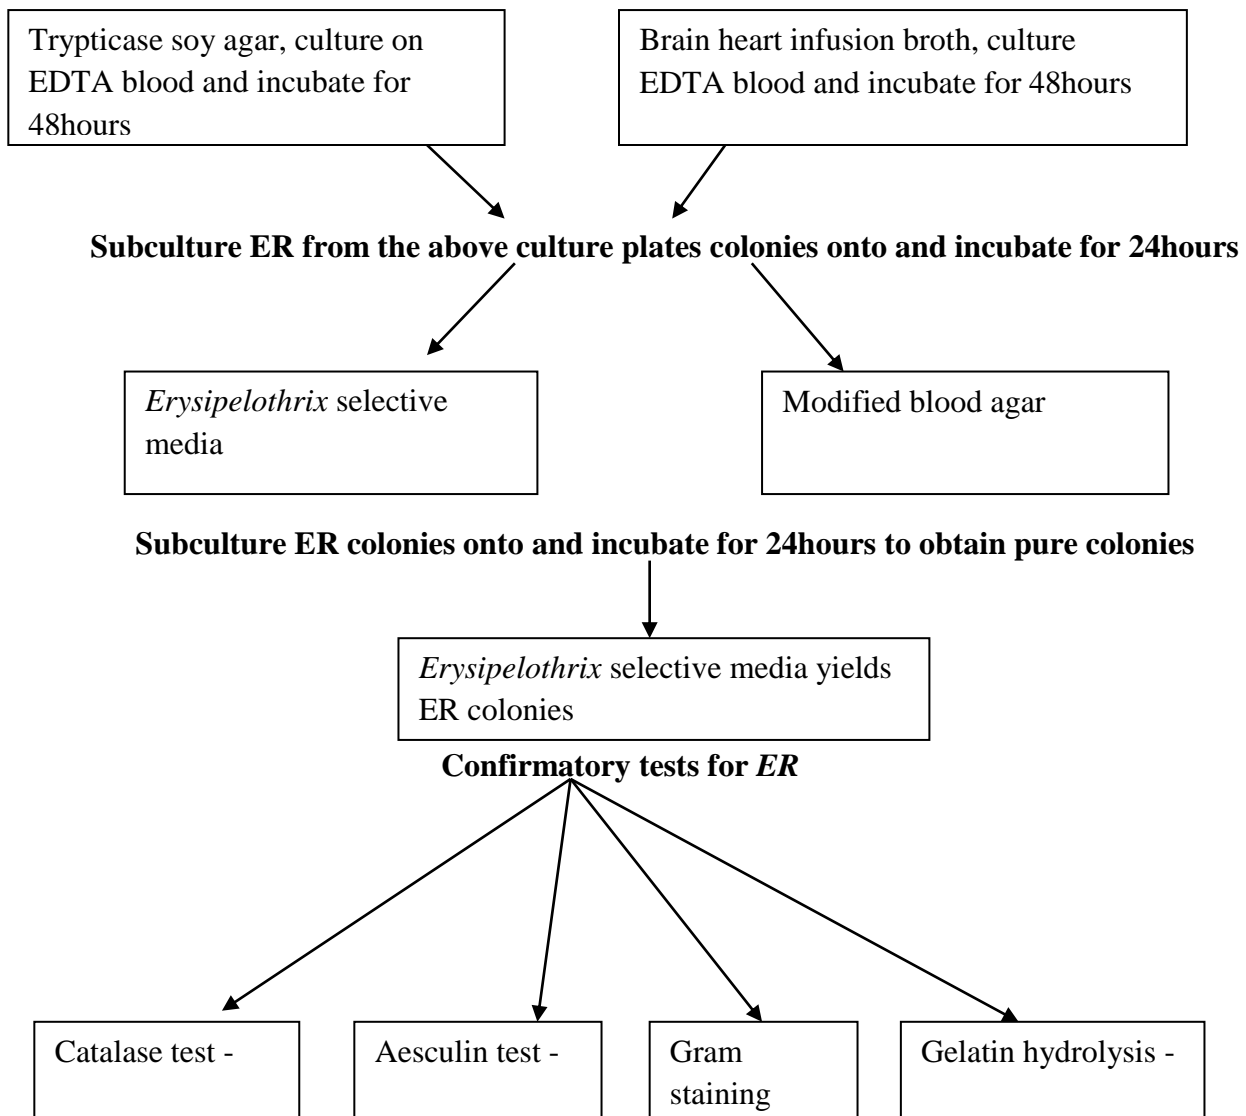 Trypticase soy agar, culture on
EDTA blood and incubate for
48hours
Brain heart infusion broth, culture
EDTA blood and incubate for 48hours
Subculture ER from the above culture plates colonies onto and incubate for 24hours
Erysipelothrix selective
media
Modified blood agar
Subculture ER colonies onto and incubate for 24hours to obtain pure colonies
Erysipelothrix selective media yields
ER colonies
Confirmatory tests for ER
Catalase test -
Aesculin test -
Gram
staining
Gelatin hydrolysis -